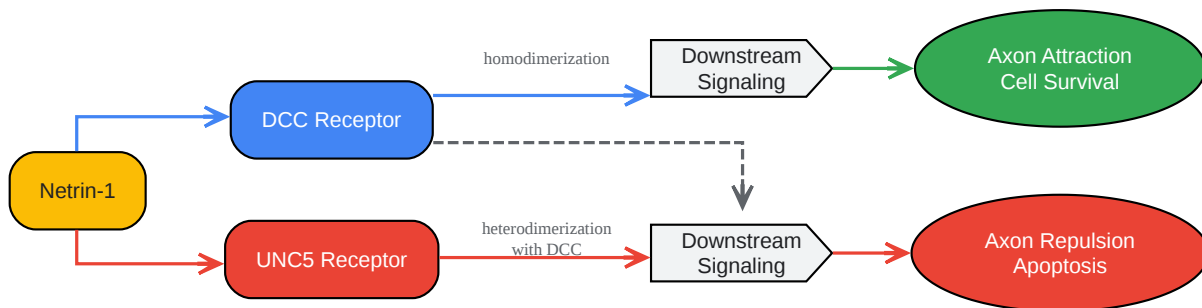 Netrin-1
DCC Receptor
homodimerization
Downstream
Signaling
Axon Attraction
Cell Survival
UNC5 Receptor
heterodimerization
with DCC
Downstream
Signaling
Axon Repulsion
Apoptosis